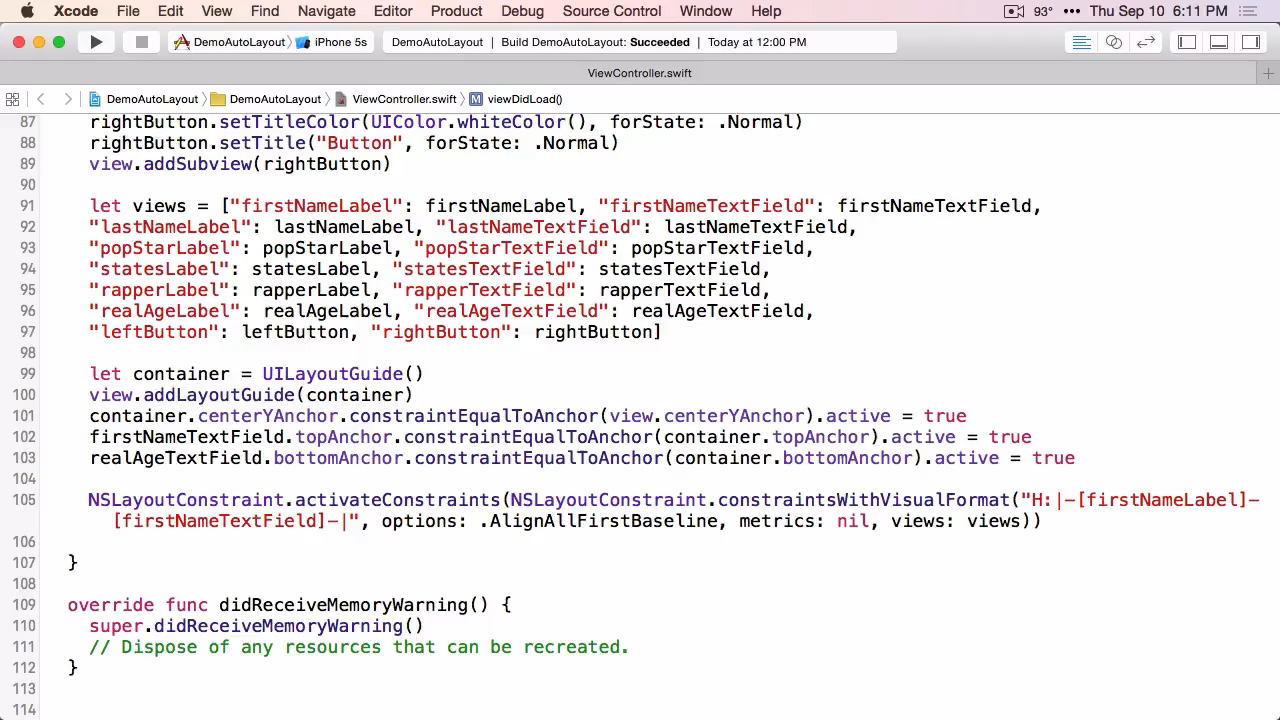 Xcode File Edit View Find Navigate Editor Product Debug Source Control Window Help 93° ••• Thu Sep 10 6:11 PM
DemoAutoLayout iPhone 5s DemoAutoLayout | Build DemoAutoLayout: Succeeded | Today at 12:00 PM
ViewController.swift
DemoAutoLayout DemoAutoLayout ViewController.swift M viewDidLoad()
87 rightButton.setTitleColor(UIColor.whiteColor(), forState: .Normal)
88 rightButton.setTitle("Button", forState: .Normal)
89 view.addSubview(rightButton)
90
91 let views = ["firstNameLabel": firstNameLabel, "firstNameTextField": firstNameTextField,
92 "lastNameLabel": lastNameLabel, "lastNameTextField": lastNameTextField,
93 "popStarLabel": popStarLabel, "popStarTextField": popStarTextField,
94 "statesLabel": statesLabel, "statesTextField": statesTextField,
95 "rapperLabel": rapperLabel, "rapperTextField": rapperTextField,
96 "realAgeLabel": realAgeLabel, "realAgeTextField": realAgeTextField,
97 "leftButton": leftButton, "rightButton": rightButton]
98
99 let container = UILayoutGuide()
100 view.addLayoutGuide(container)
101 container.centerYAnchor.constraintEqualToAnchor(view.centerYAnchor).active = true
102 firstNameTextField.topAnchor.constraintEqualToAnchor(container.topAnchor).active = true
103 realAgeTextField.bottomAnchor.constraintEqualToAnchor(container.bottomAnchor).active = true
104
105 NSLayoutConstraint.activateConstraints(NSLayoutConstraint.constraintsWithVisualFormat("H:|-[firstNameLabel]-
[firstNameTextField]-|", options: .AlignAllFirstBaseline, metrics: nil, views: views))
106
107 }
108
109 override func didReceiveMemoryWarning() {
110 super.didReceiveMemoryWarning()
111 // Dispose of any resources that can be recreated.
112 }
113
114